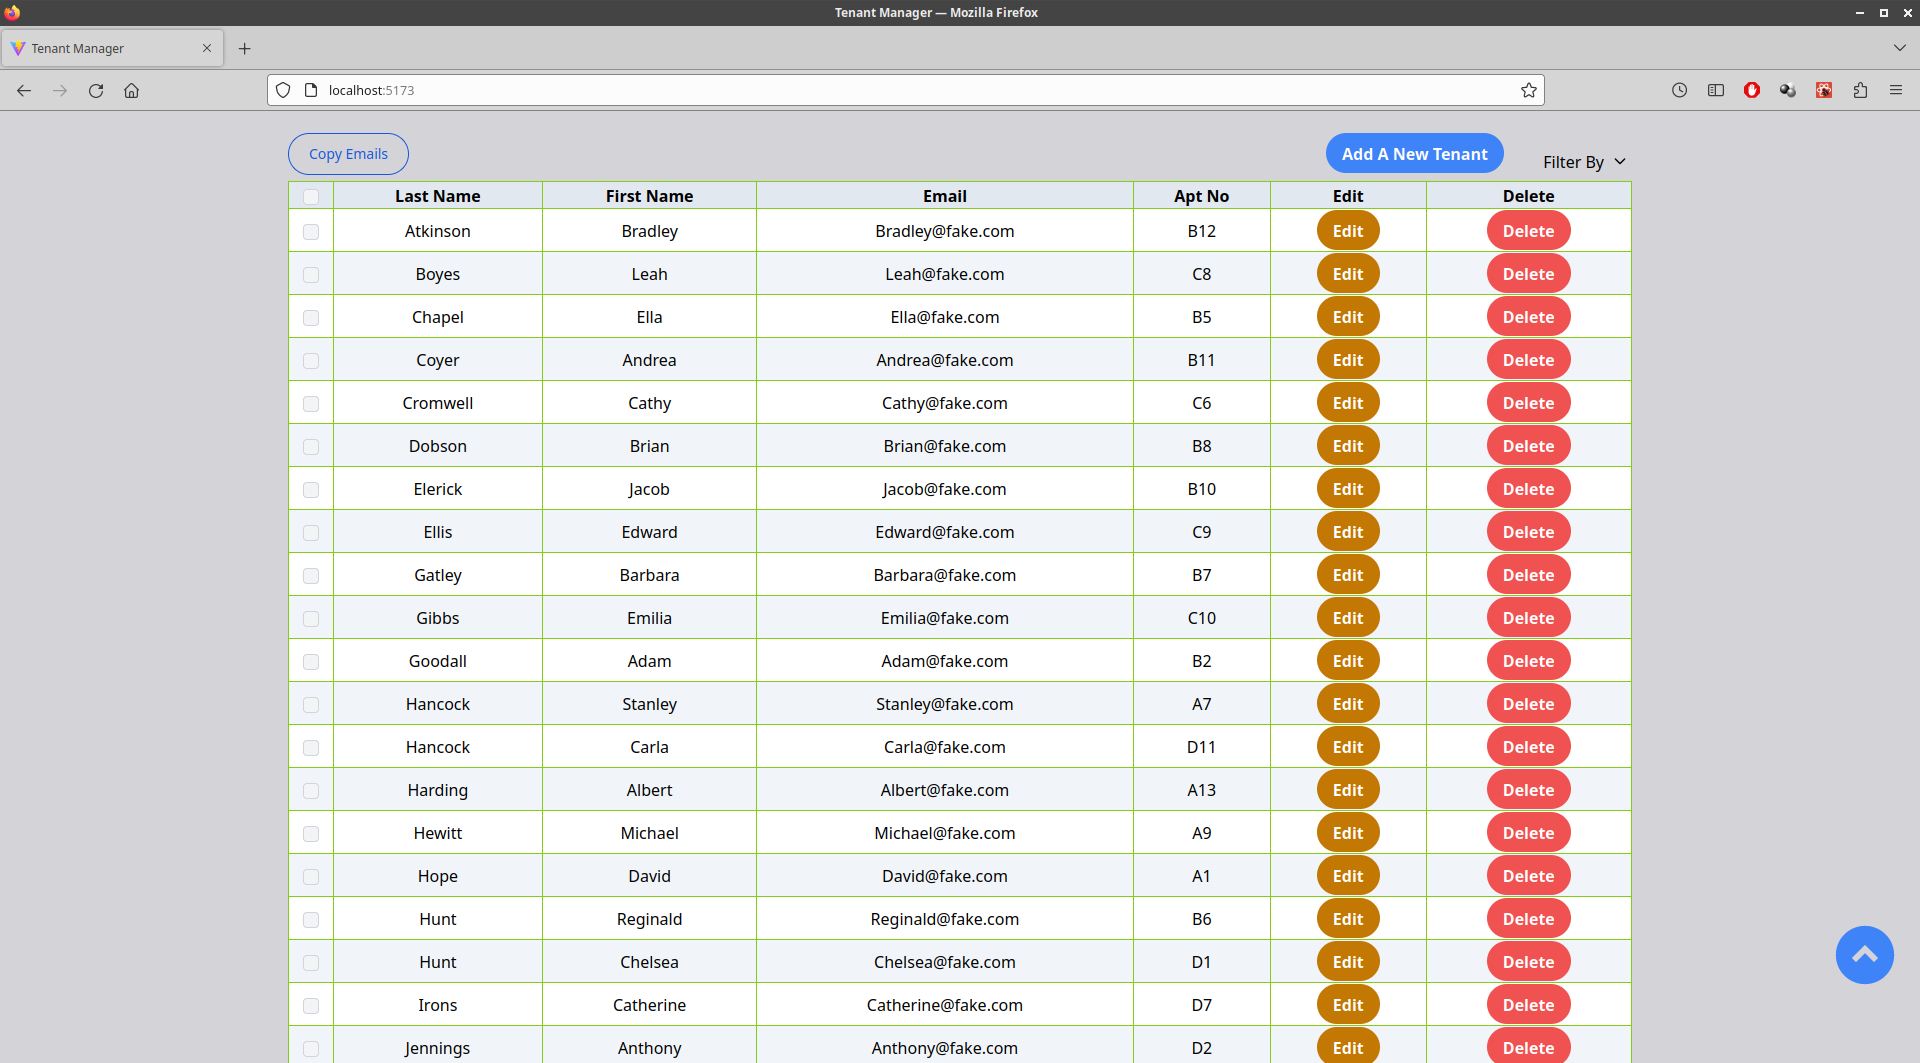 Tenant Manager — Mozilla Firefox
Tenant Manager
localhost:5173
Copy Emails Add A New Tenant Filter By
Last Name First Name Email Apt No Edit Delete
Atkinson Bradley Bradley@fake.com B12 Edit Delete
Boyes Leah Leah@fake.com C8 Edit Delete
Chapel Ella Ella@fake.com B5 Edit Delete
Coyer Andrea Andrea@fake.com B11 Edit Delete
Cromwell Cathy Cathy@fake.com C6 Edit Delete
Dobson Brian Brian@fake.com B8 Edit Delete
Elerick Jacob Jacob@fake.com B10 Edit Delete
Ellis Edward Edward@fake.com C9 Edit Delete
Gatley Barbara Barbara@fake.com B7 Edit Delete
Gibbs Emilia Emilia@fake.com C10 Edit Delete
Goodall Adam Adam@fake.com B2 Edit Delete
Hancock Stanley Stanley@fake.com A7 Edit Delete
Hancock Carla Carla@fake.com D11 Edit Delete
Harding Albert Albert@fake.com A13 Edit Delete
Hewitt Michael Michael@fake.com A9 Edit Delete
Hope David David@fake.com A1 Edit Delete
Hunt Reginald Reginald@fake.com B6 Edit Delete
Hunt Chelsea Chelsea@fake.com D1 Edit Delete
Irons Catherine Catherine@fake.com D7 Edit Delete
Jennings Anthony Anthony@fake.com D2 Edit Delete